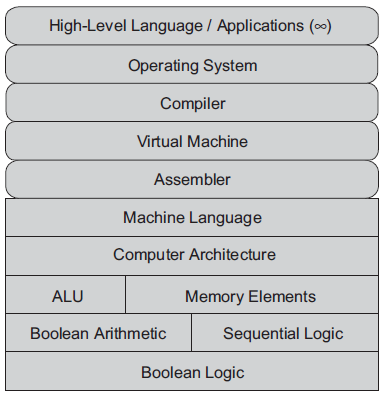 High-Level Language / Applications (∞)
Operating System
Compiler
Virtual Machine
Assembler
Machine Language
Computer Architecture
ALU
Memory Elements
Boolean Arithmetic
Sequential Logic
Boolean Logic